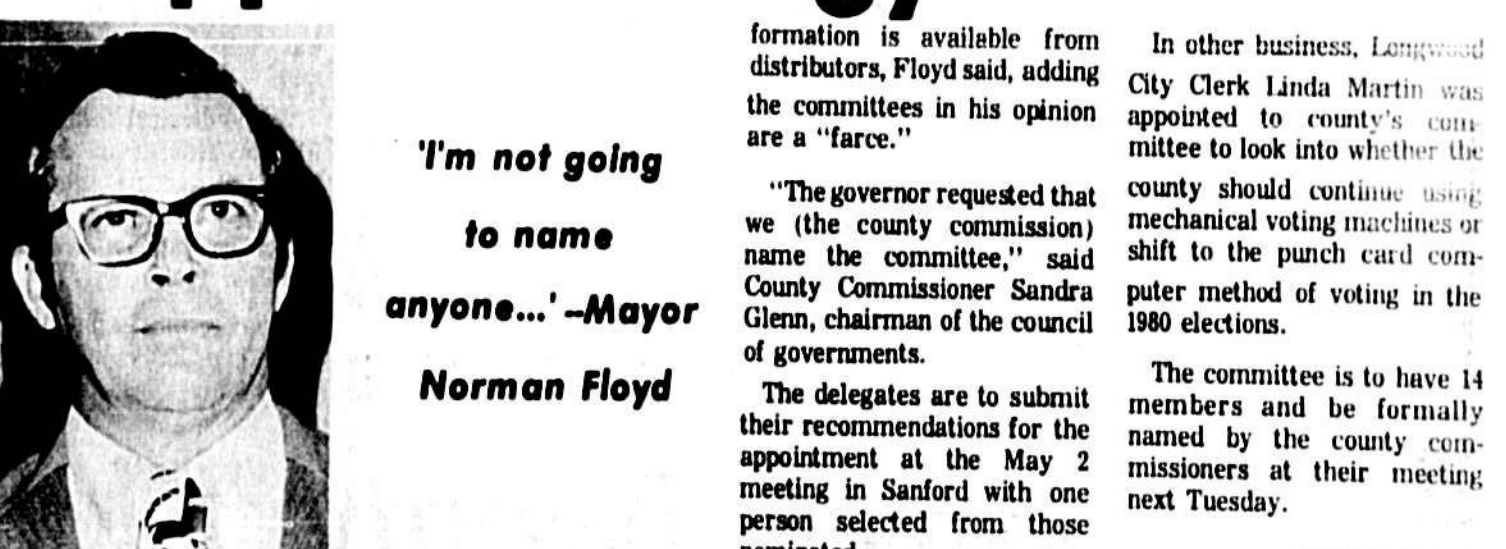 'I'm not going
to name
anyone...' --Mayor
Norman Floyd
formation is available from
distributors, Floyd said, adding
the committees in his opinion
are a "farce."
"The governor requested that
we (the county commission)
name the committee," said
County Commissioner Sandra
Glenn, chairman of the council
of governments.
The delegates are to submit
their recommendations for the
appointment at the May 2
meeting in Sanford with one
person selected from those
In other business, Longwood
City Clerk Linda Martin was
appointed to county's com-
mittee to look into whether the
county should continue using
mechanical voting machines or
shift to the punch card com-
puter method of voting in the
1980 elections.
The committee is to have 14
members and be formally
named by the county com-
missioners at their meeting
next Tuesday.